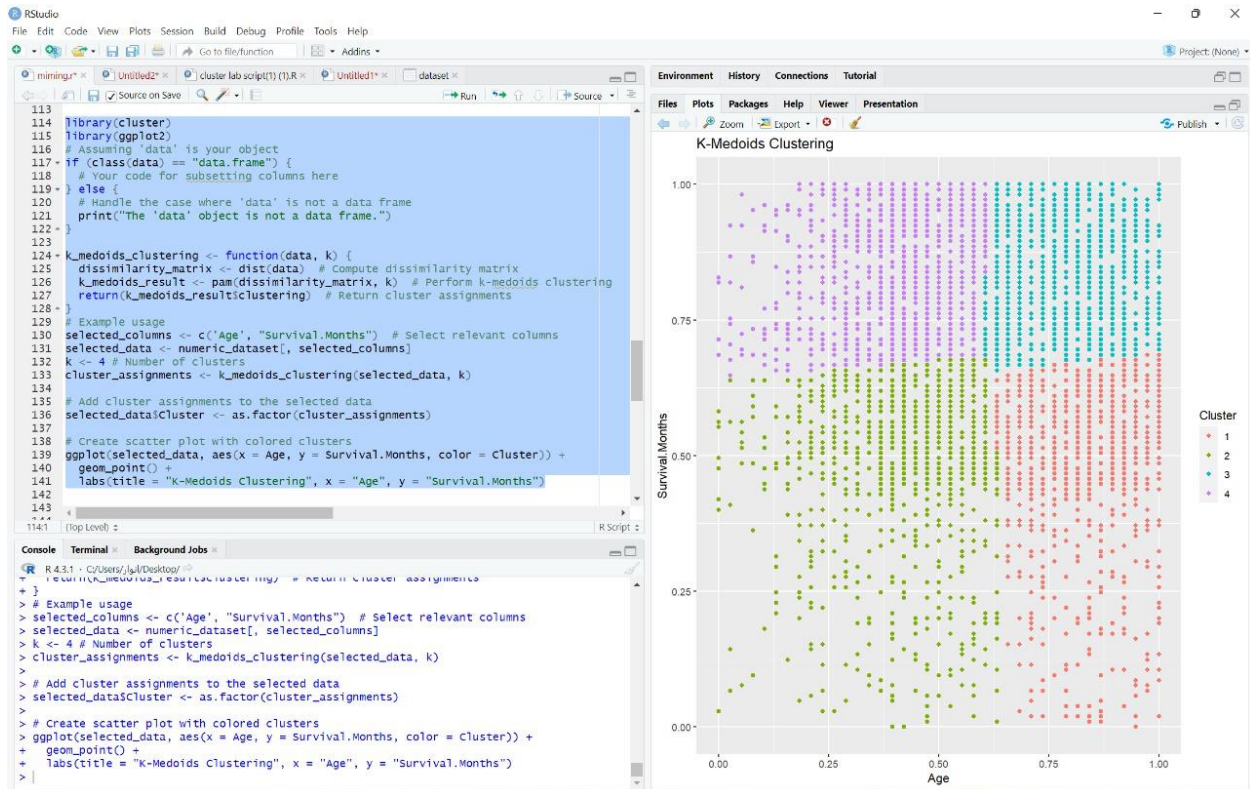 RStudio
File Edit Code View Plots Session Build Debug Profile Tools Help
Go to file/function Addins Project: (None)
miming.r* Untitled2* cluster lab script(1) (1).R Untitled1* dataset
Source on Save Run Source
113
114 library(cluster)
115 library(ggplot2)
116 # Assuming 'data' is your object
117 if (class(data) == "data.frame") {
118 # Your code for subsetting columns here
119 } else {
120 # Handle the case where 'data' is not a data frame
121 print("The 'data' object is not a data frame.")
122 }
123
124 k_medoids_clustering <- function(data, k) {
125 dissimilarity_matrix <- dist(data) # Compute dissimilarity matrix
126 k_medoids_result <- pam(dissimilarity_matrix, k) # Perform k-medoids clustering
127 return(k_medoids_result$clustering) # Return cluster assignments
128 }
129 # Example usage
130 selected_columns <- c('Age', "Survival.Months") # Select relevant columns
131 selected_data <- numeric_dataset[, selected_columns]
132 k <- 4 # Number of clusters
133 cluster_assignments <- k_medoids_clustering(selected_data, k)
134
135 # Add cluster assignments to the selected data
136 selected_data$Cluster <- as.factor(cluster_assignments)
137
138 # Create scatter plot with colored clusters
139 ggplot(selected_data, aes(x = Age, y = Survival.Months, color = Cluster)) +
140 geom_point() +
141 labs(title = "K-Medoids Clustering", x = "Age", y = "Survival.Months")
142
143
114:1 (Top Level) R Script
Console Terminal Background Jobs
R 4.3.1 · C:/Users/انوار/Desktop/
+ return(k_medoids_result$clustering) # Return cluster assignments
+ }
> # Example usage
> selected_columns <- c('Age', "Survival.Months") # Select relevant columns
> selected_data <- numeric_dataset[, selected_columns]
> k <- 4 # Number of clusters
> cluster_assignments <- k_medoids_clustering(selected_data, k)
>
> # Add cluster assignments to the selected data
> selected_data$Cluster <- as.factor(cluster_assignments)
>
> # Create scatter plot with colored clusters
> ggplot(selected_data, aes(x = Age, y = Survival.Months, color = Cluster)) +
+ geom_point() +
+ labs(title = "K-Medoids Clustering", x = "Age", y = "Survival.Months")
>
Environment History Connections Tutorial
Files Plots Packages Help Viewer Presentation
Zoom Export Publish
K-Medoids Clustering
1.00
0.75
0.50
0.25
0.00
Survival.Months
0.00 0.25 0.50 0.75 1.00
Age
Cluster
1
2
3
4